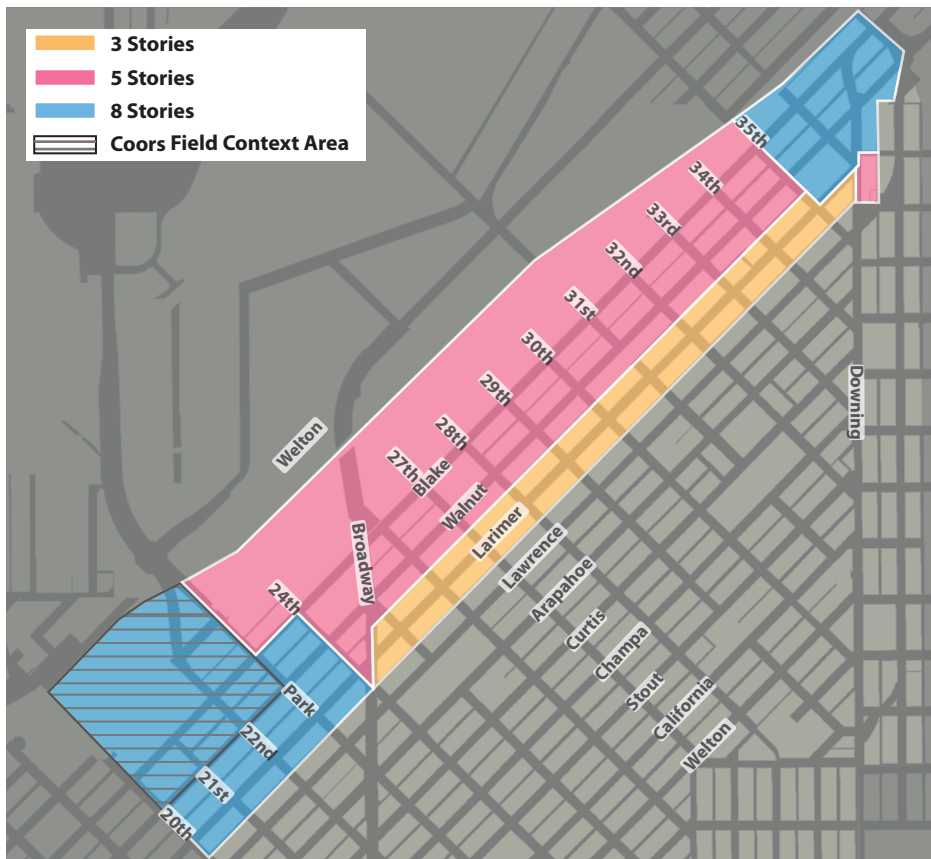 3 Stories
5 Stories
8 Stories
Coors Field Context Area
35th
34th
33rd
32nd
31st
30th
29th
28th
27th
Blake
Walnut
Welton
Downing
Broadway
Larimer
Lawrence
Arapahoe
Curtis
Champa
Stout
California
Welton
24th
Park
22nd
21st
20th